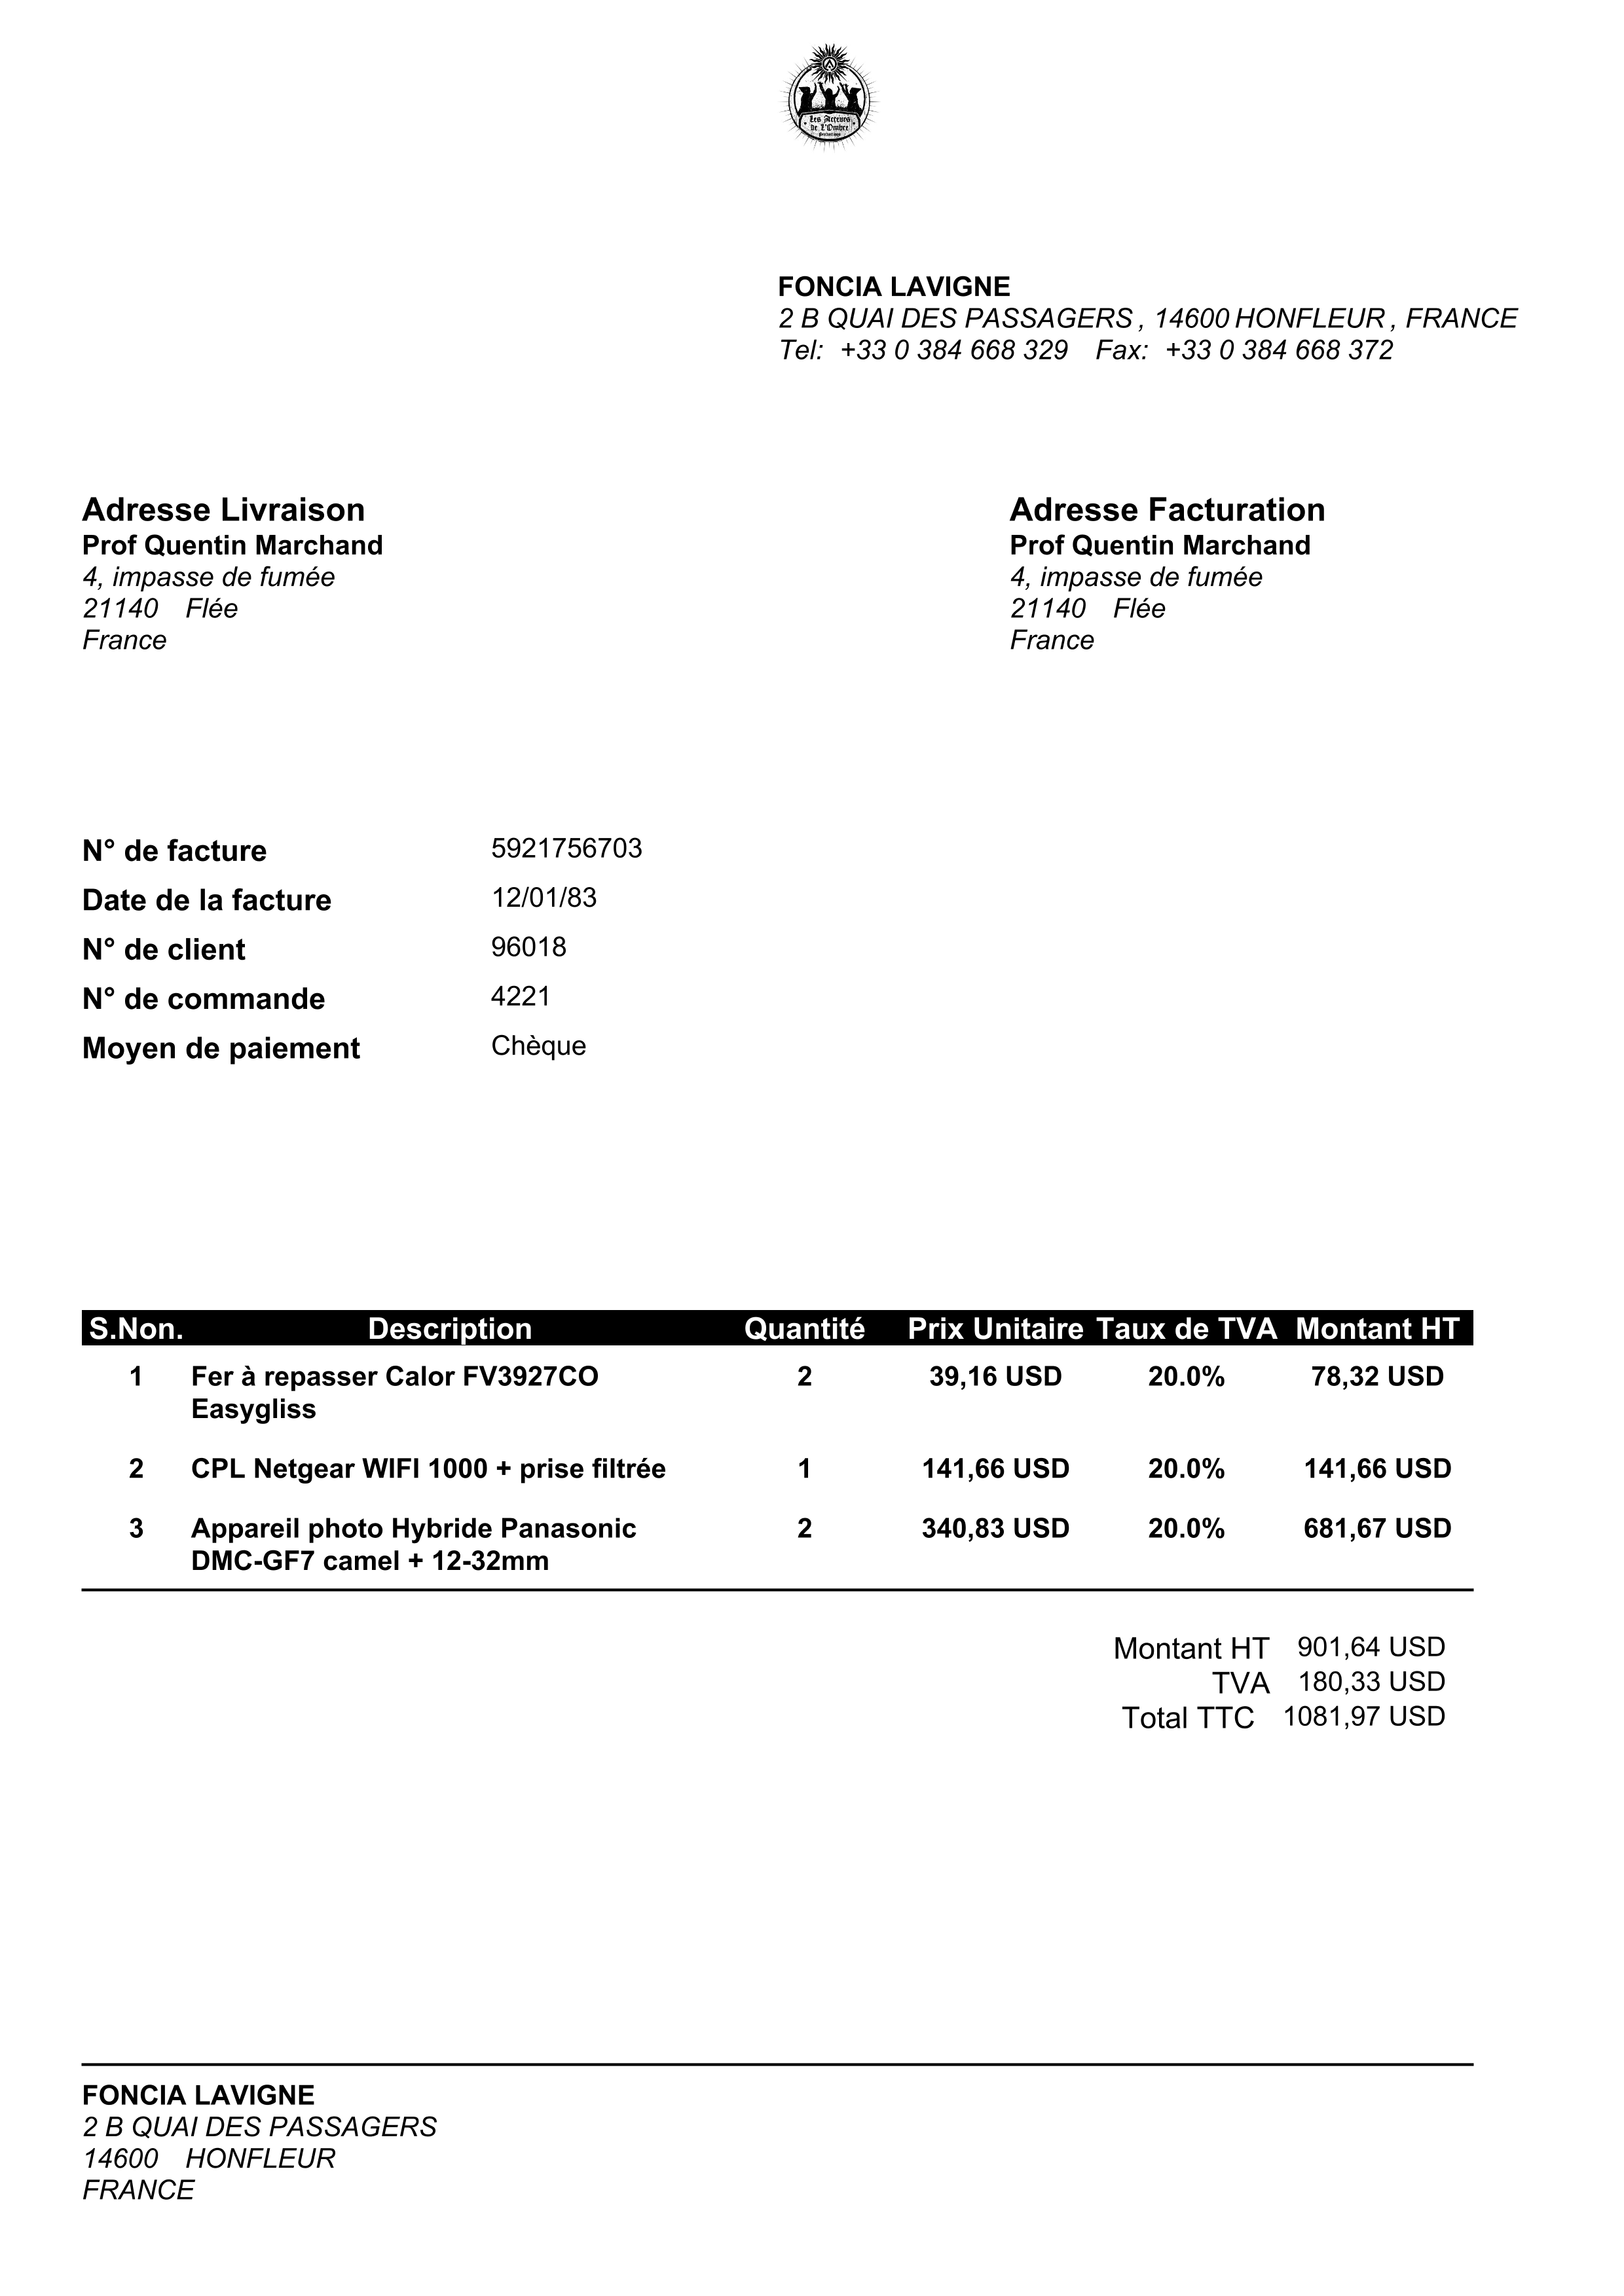 Les Acteurs
de L'Ombre
Productions
FONCIA LAVIGNE
2 B QUAI DES PASSAGERS , 14600 HONFLEUR , FRANCE
Tel: +33 0 384 668 329 Fax: +33 0 384 668 372
Adresse Livraison
Prof Quentin Marchand
4, impasse de fumée
21140 Flée
France
Adresse Facturation
Prof Quentin Marchand
4, impasse de fumée
21140 Flée
France
N° de facture 5921756703
Date de la facture 12/01/83
N° de client 96018
N° de commande 4221
Moyen de paiement Chèque
S.Non. Description Quantité Prix Unitaire Taux de TVA Montant HT
1 Fer à repasser Calor FV3927CO 2 39,16 USD 20.0% 78,32 USD
Easygliss
2 CPL Netgear WIFI 1000 + prise filtrée 1 141,66 USD 20.0% 141,66 USD
3 Appareil photo Hybride Panasonic 2 340,83 USD 20.0% 681,67 USD
DMC-GF7 camel + 12-32mm
Montant HT 901,64 USD
TVA 180,33 USD
Total TTC 1081,97 USD
FONCIA LAVIGNE
2 B QUAI DES PASSAGERS
14600 HONFLEUR
FRANCE